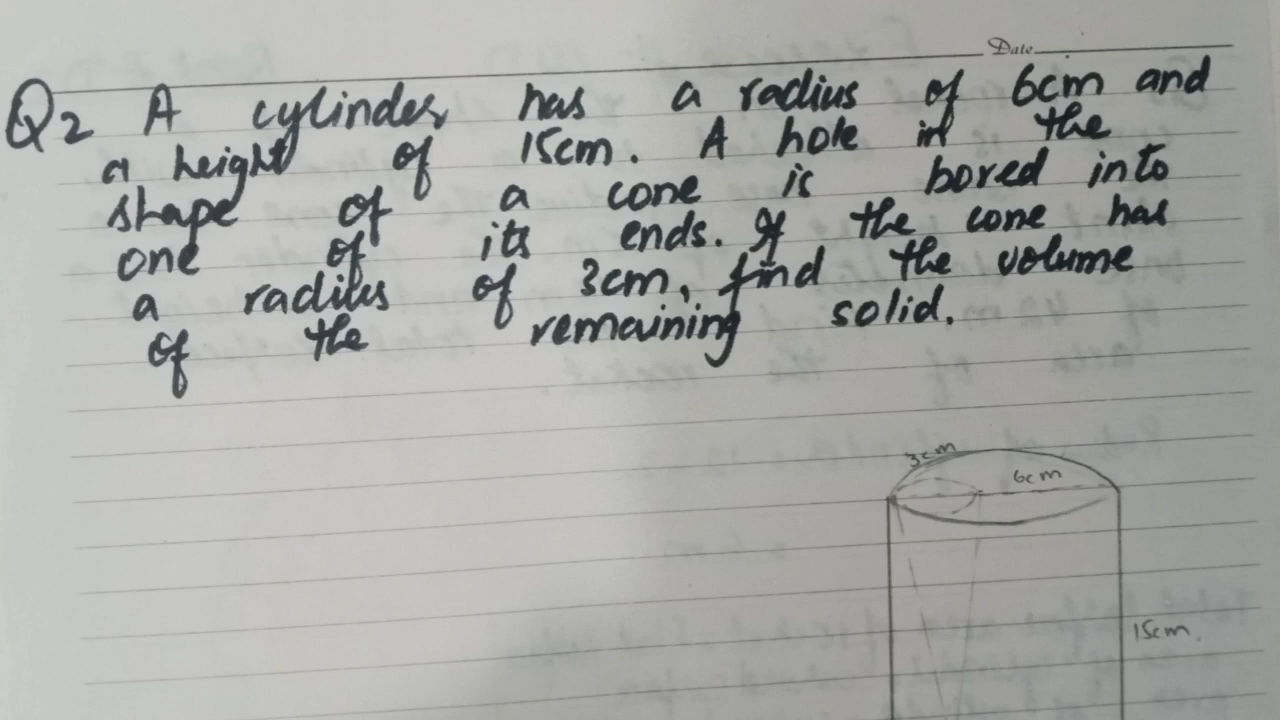 Date
Q2 A cylinder has a radius of 6cm and
a height of 15cm. A hole in the
shape of a cone is bored into
one of its ends. If the cone has
a radius of 3cm, find the volume
of the remaining solid.
3cm
6cm
15cm.